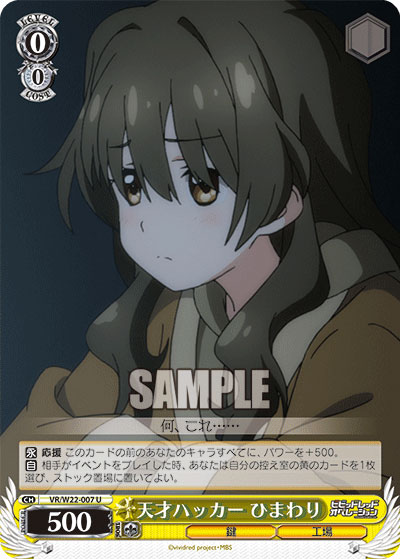 LEVEL
0
0
COST
SAMPLE
何、これ……
永 応援 このカードの前のあなたのキャラすべてに、パワーを+500。
自 相手がイベントをプレイした時、あなたは自分の控え室の黄のカードを1枚
選び、ストック置場に置いてよい。
CH VR/W22-007 U
500
天才ハッカー ひまわり
ビビッドレッド・オペレーション
鍵 工場
©vividred project・MBS